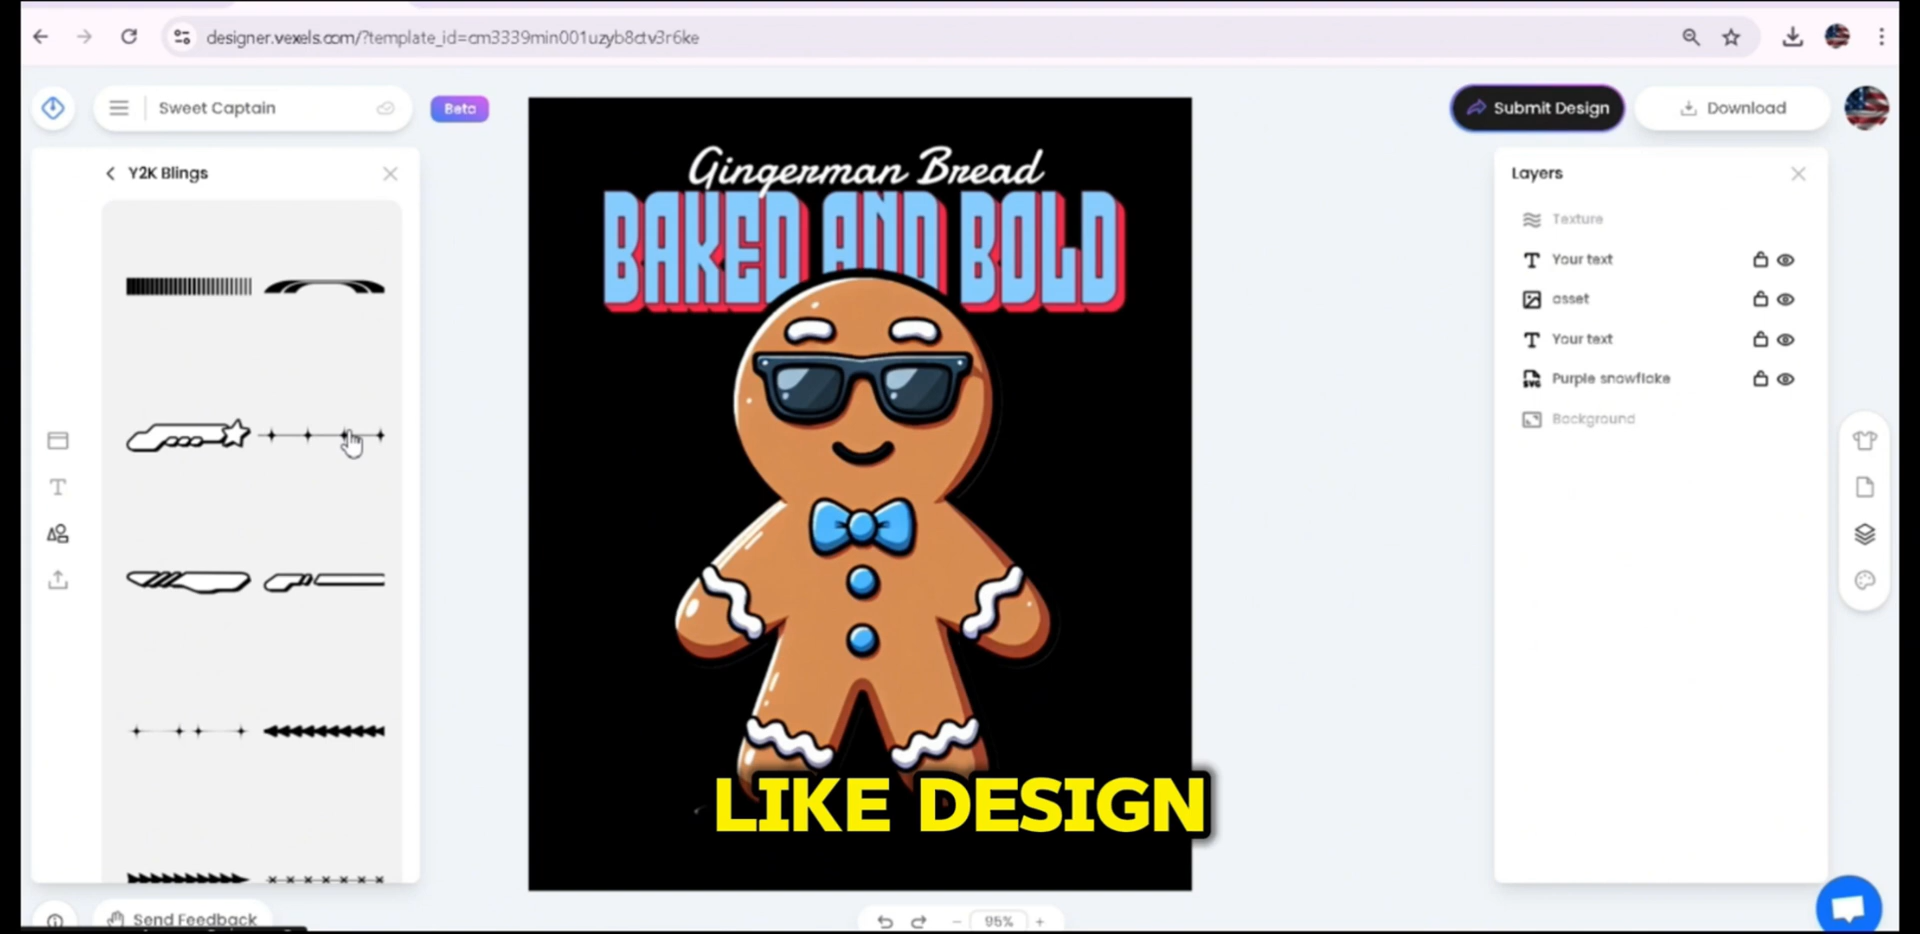 designer.vexels.com/?template_id=cm3339min001uzyb8ctv3r6ke
Sweet Captain
Beta
Submit Design
Download
Y2K Blings
Gingerman Bread
BAKED AND BOLD
LIKE DESIGN
Layers
Texture
Your text
asset
Your text
SVG
Purple snowflake
Background
Send Feedback
95%